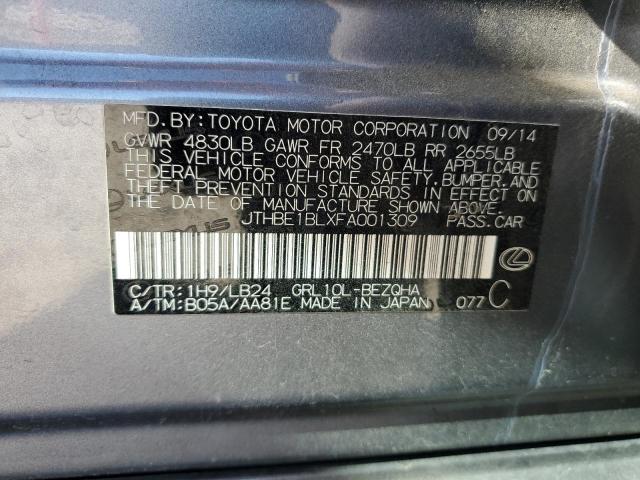 MFD.BY:TOYOTA MOTOR CORPORATION 09/14
GVWR 4830LB GAWR FR 2470LB RR 2655LB
THIS VEHICLE CONFORMS TO ALL APPLICABLE
FEDERAL MOTOR VEHICLE SAFETY, BUMPER, AND
THEFT PREVENTION STANDARDS IN EFFECT ON
THE DATE OF MANUFACTURE SHOWN ABOVE.
JTHBE1BLXFA001309 PASS.CAR
C/TR:1H9/LB24 GRL10L-BEZQHA
A/TM:B05A/AA81E MADE IN JAPAN 077C